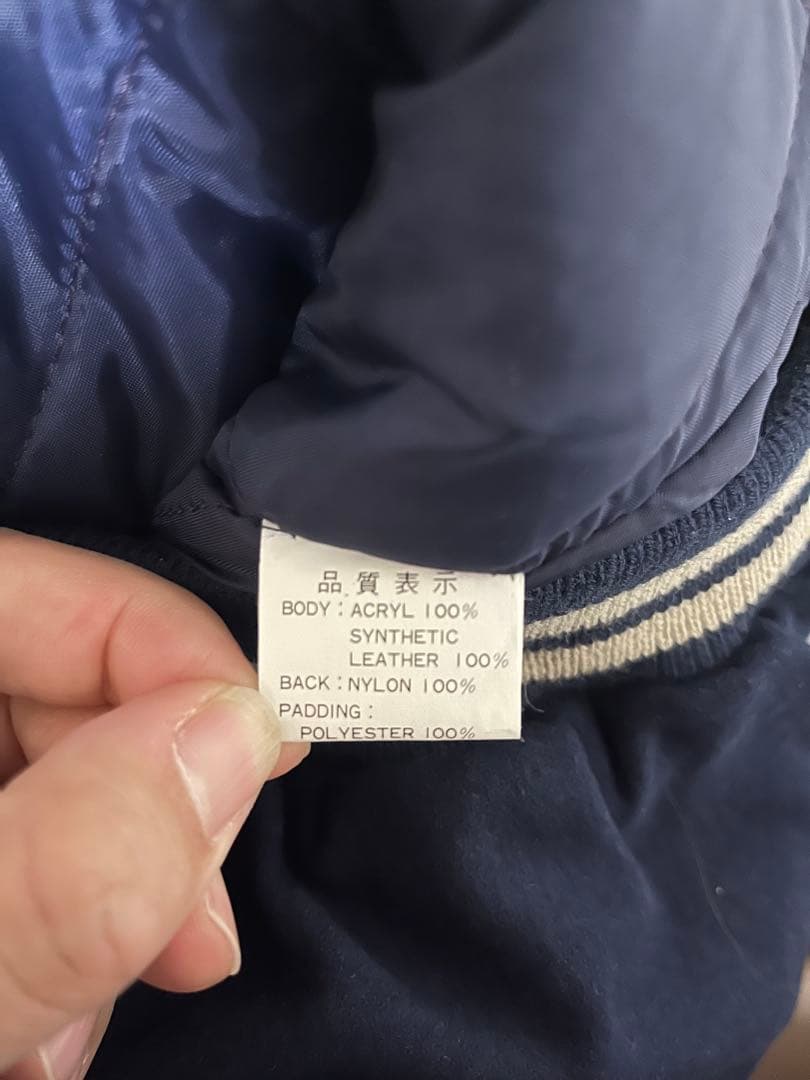 品質表示
BODY : ACRYL 100%
SYNTHETIC
LEATHER 100%
BACK : NYLON 100%
PADDING :
POLYESTER 100%